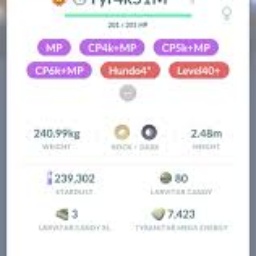 Tyr4k51M
201 / 201 HP
MP CP4k+MP CP5k+MP
CP6k+MP Hundo4* Level40+
240.99kg 2.48m
WEIGHT ROCK / DARK HEIGHT
239,302 80
STARDUST LARVITAR CANDY
3 7,423
LARVITAR CANDY XL TYRANITAR MEGA ENERGY